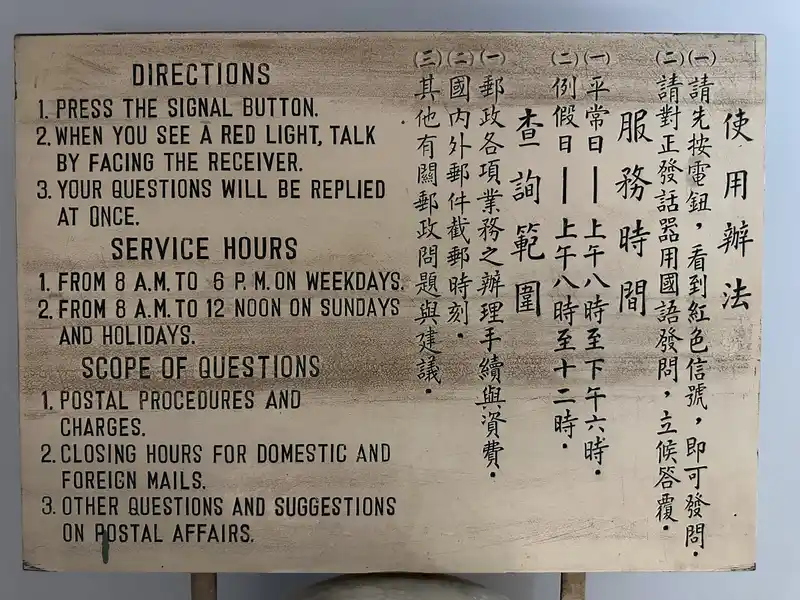 DIRECTIONS
1. PRESS THE SIGNAL BUTTON.
2. WHEN YOU SEE A RED LIGHT, TALK
BY FACING THE RECEIVER.
3. YOUR QUESTIONS WILL BE REPLIED
AT ONCE.
SERVICE HOURS
1. FROM 8 A.M. TO 6 P.M. ON WEEKDAYS.
2. FROM 8 A.M. TO 12 NOON ON SUNDAYS
AND HOLIDAYS.
SCOPE OF QUESTIONS
1. POSTAL PROCEDURES AND
CHARGES.
2. CLOSING HOURS FOR DOMESTIC AND
FOREIGN MAILS.
3. OTHER QUESTIONS AND SUGGESTIONS
ON POSTAL AFFAIRS.
使用辦法
(一)請先按電鈕，看到紅色信號，即可發問.
(二)請對正發話器用國語發問，立候答覆.
服務時間
(一)平常日—上午八時至下午六時.
(二)例假日—上午八時至十二時.
查詢範圍
(一)郵政各項業務之辦理手續與資費.
(二)國內外郵件截郵時刻.
(三)其他有關郵政問題與建議.